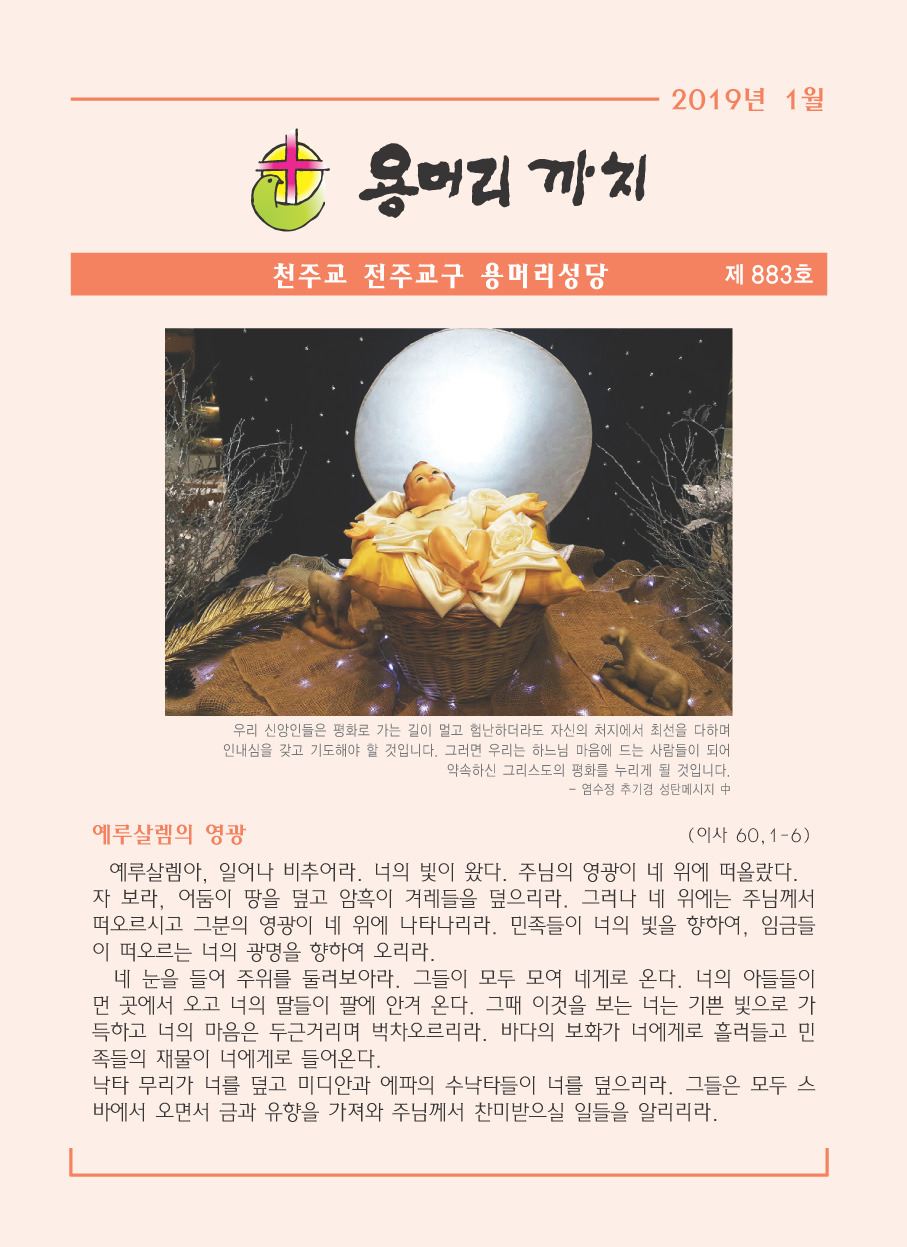 2019년 1월
용머리 까치
천주교 전주교구 용머리성당 제 883호
우리 신앙인들은 평화로 가는 길이 멀고 험난하더라도 자신의 처지에서 최선을 다하며
인내심을 갖고 기도해야 할 것입니다. 그러면 우리는 하느님 마음에 드는 사람들이 되어
약속하신 그리스도의 평화를 누리게 될 것입니다.
- 염수정 추기경 성탄메시지 中
예루살렘의 영광 (이사 60,1-6)
예루살렘아, 일어나 비추어라. 너의 빛이 왔다. 주님의 영광이 네 위에 떠올랐다.
자 보라, 어둠이 땅을 덮고 암흑이 겨레들을 덮으리라. 그러나 네 위에는 주님께서
떠오르시고 그분의 영광이 네 위에 나타나리라. 민족들이 너의 빛을 향하여, 임금들
이 떠오르는 너의 광명을 향하여 오리라.
네 눈을 들어 주위를 둘러보아라. 그들이 모두 모여 네게로 온다. 너의 아들들이
먼 곳에서 오고 너의 딸들이 팔에 안겨 온다. 그때 이것을 보는 너는 기쁜 빛으로 가
득하고 너의 마음은 두근거리며 벅차오르리라. 바다의 보화가 너에게로 흘러들고 민
족들의 재물이 너에게로 들어온다.
낙타 무리가 너를 덮고 미디안과 에파의 수낙타들이 너를 덮으리라. 그들은 모두 스
바에서 오면서 금과 유향을 가져와 주님께서 찬미받으실 일들을 알리리라.